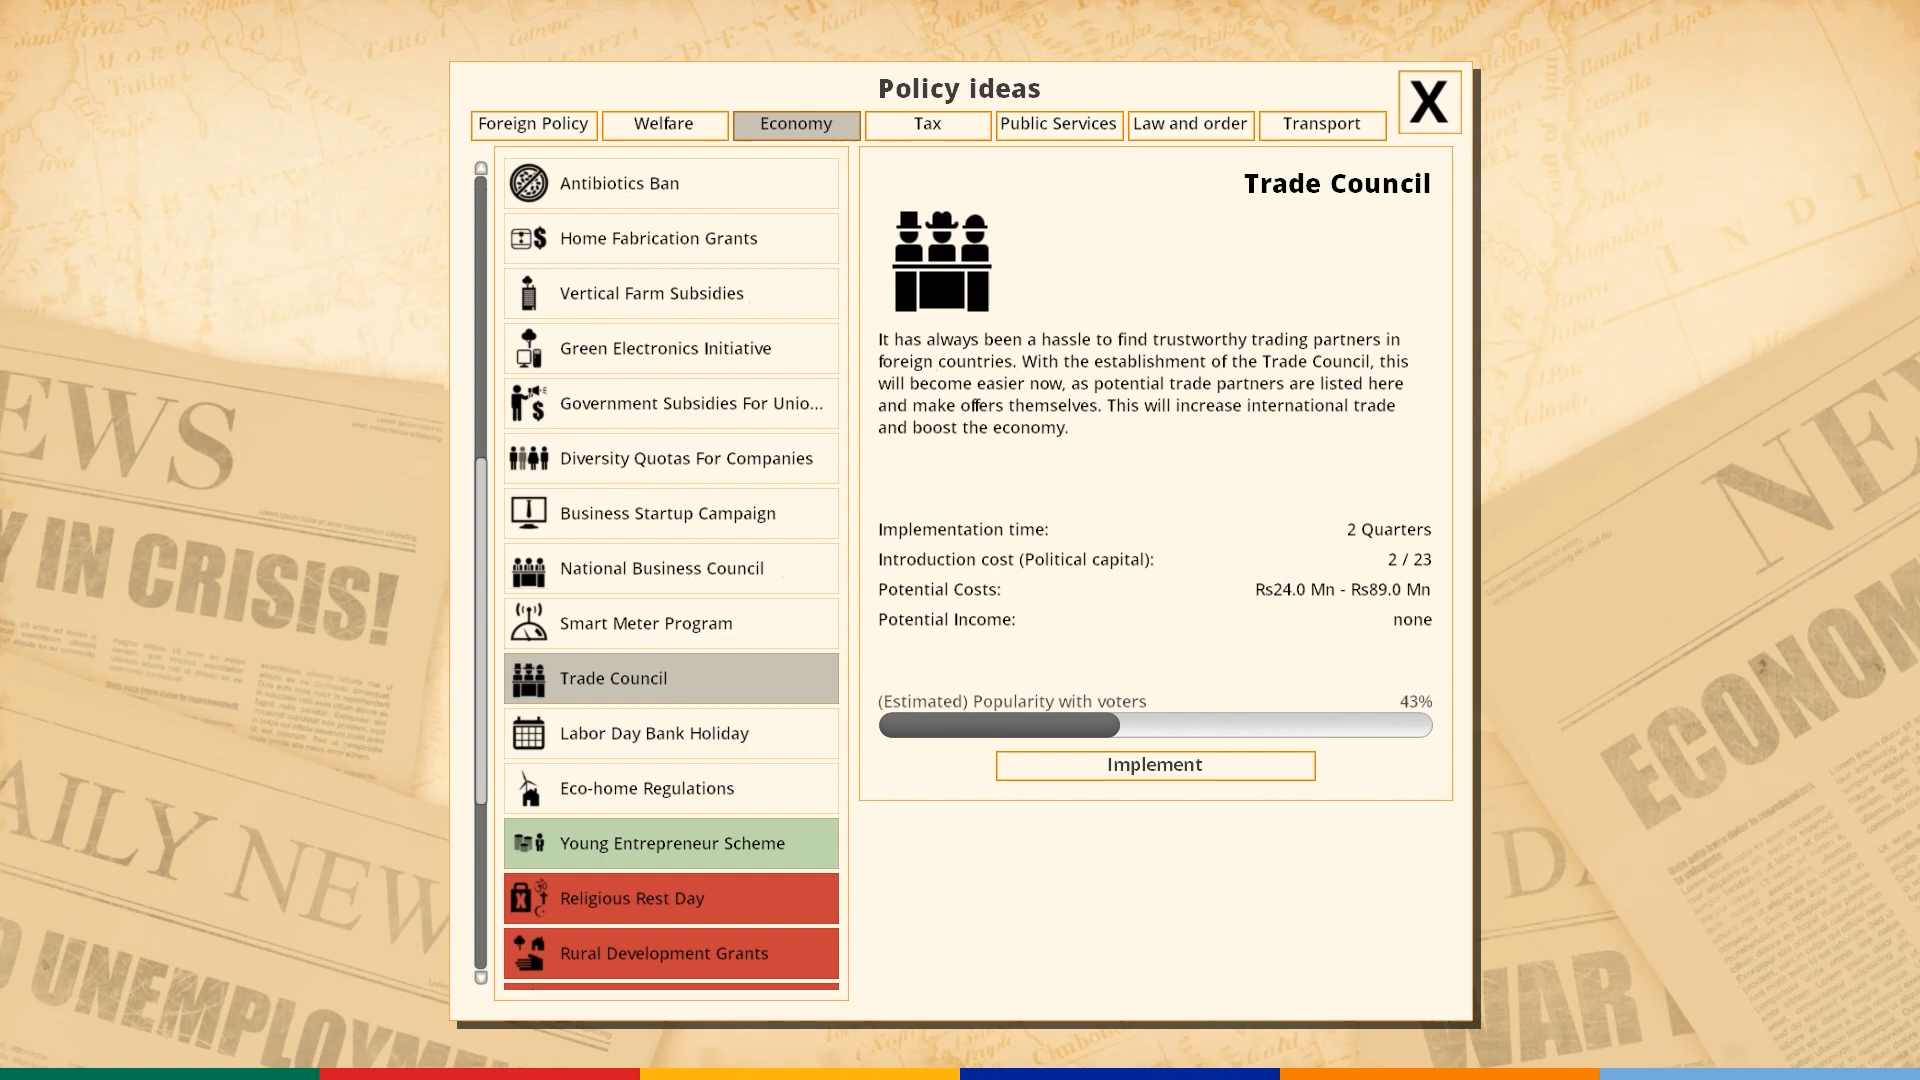 Policy ideas
X
Foreign Policy
Welfare
Economy
Tax
Public Services
Law and order
Transport
Antibiotics Ban
Home Fabrication Grants
Vertical Farm Subsidies
Green Electronics Initiative
Government Subsidies For Unio...
Diversity Quotas For Companies
Business Startup Campaign
National Business Council
Smart Meter Program
Trade Council
Labor Day Bank Holiday
Eco-home Regulations
Young Entrepreneur Scheme
Religious Rest Day
Rural Development Grants
Trade Council
It has always been a hassle to find trustworthy trading partners in
foreign countries. With the establishment of the Trade Council, this
will become easier now, as potential trade partners are listed here
and make offers themselves. This will increase international trade
and boost the economy.
Implementation time: 2 Quarters
Introduction cost (Political capital): 2 / 23
Potential Costs: Rs24.0 Mn - Rs89.0 Mn
Potential Income: none
(Estimated) Popularity with voters 43%
Implement
EWS
Y IN CRISIS!
AILY NEW
UNEMPLOYM
NE
ECONOM
WAR